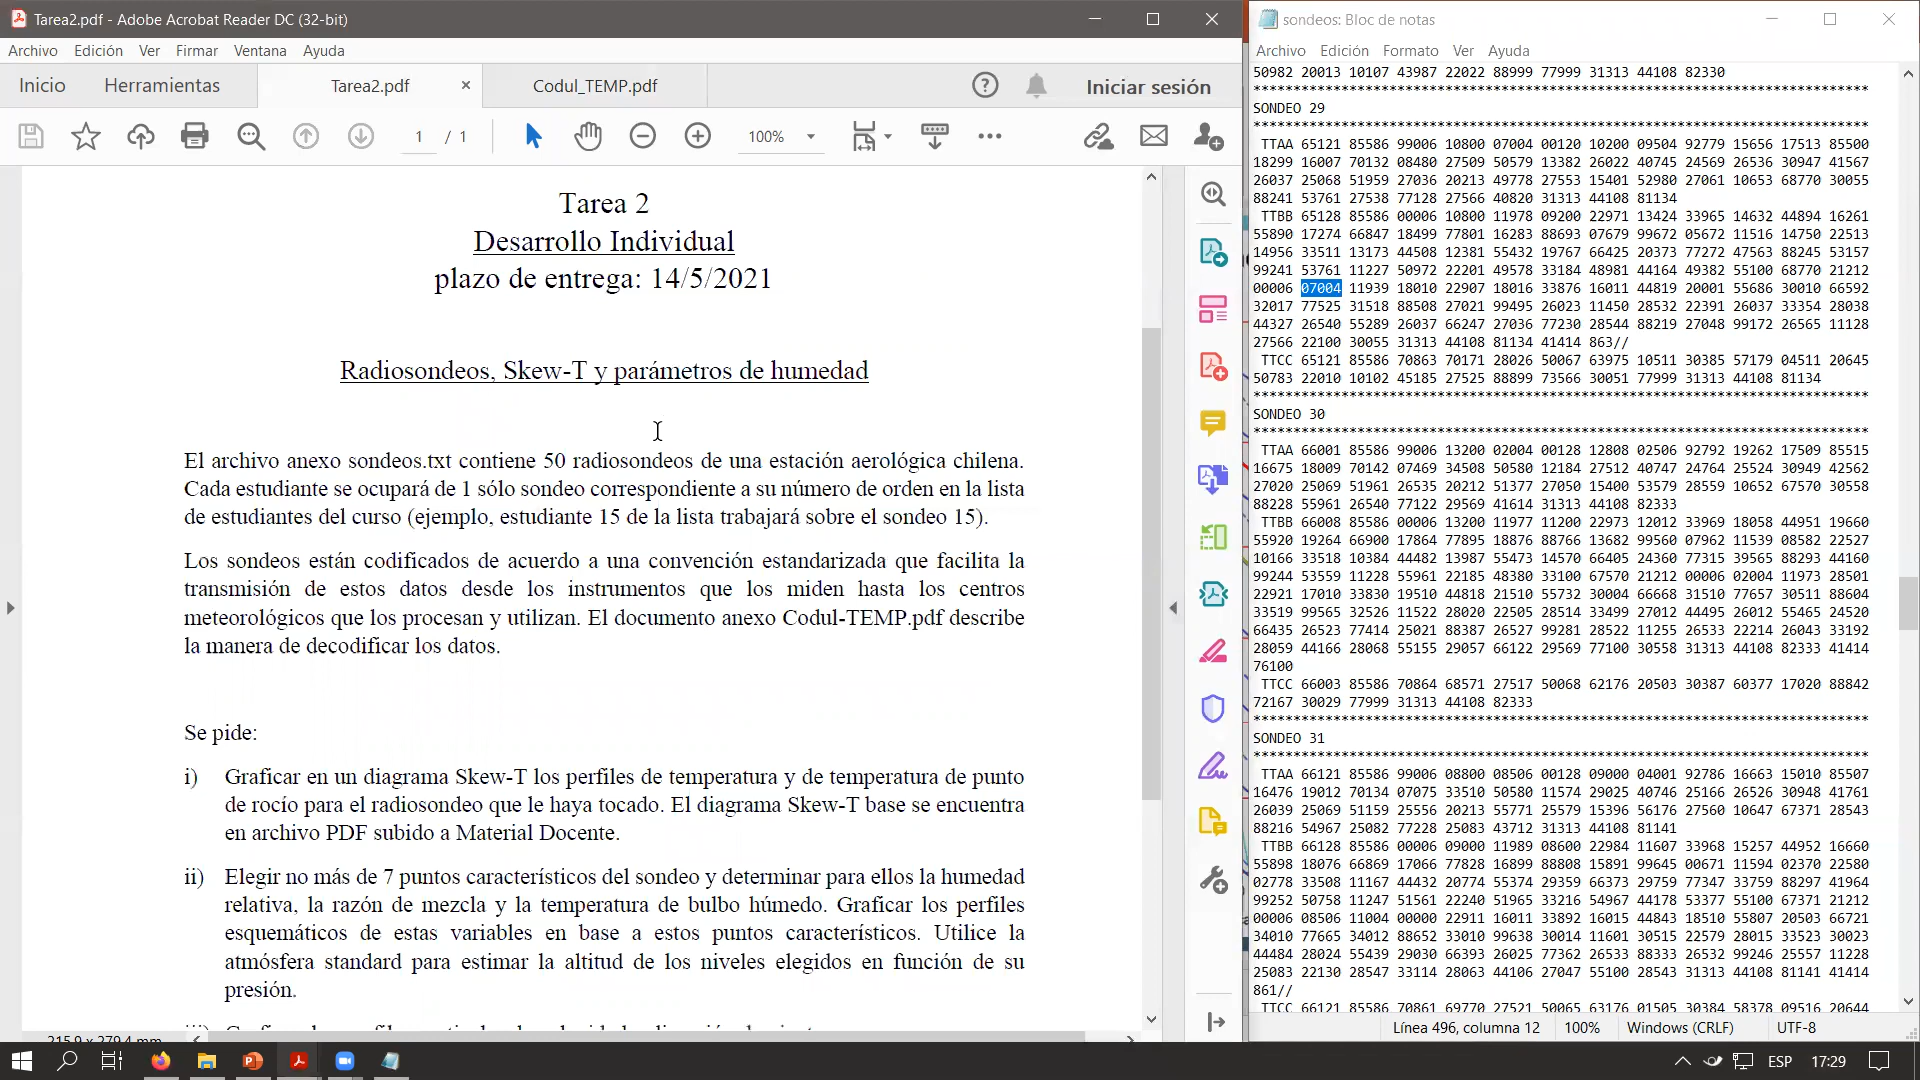 Tarea2.pdf - Adobe Acrobat Reader DC (32-bit)
Archivo Edición Ver Firmar Ventana Ayuda
Inicio Herramientas Tarea2.pdf × Codul_TEMP.pdf Iniciar sesión
1 / 1 100%
Tarea 2
Desarrollo Individual
plazo de entrega: 14/5/2021
Radiosondeos, Skew-T y parámetros de humedad
El archivo anexo sondeos.txt contiene 50 radiosondeos de una estación aerológica chilena.
Cada estudiante se ocupará de 1 sólo sondeo correspondiente a su número de orden en la lista
de estudiantes del curso (ejemplo, estudiante 15 de la lista trabajará sobre el sondeo 15).
Los sondeos están codificados de acuerdo a una convención estandarizada que facilita la
transmisión de estos datos desde los instrumentos que los miden hasta los centros
meteorológicos que los procesan y utilizan. El documento anexo Codul-TEMP.pdf describe
la manera de decodificar los datos.
Se pide:
i) Graficar en un diagrama Skew-T los perfiles de temperatura y de temperatura de punto
de rocío para el radiosondeo que le haya tocado. El diagrama Skew-T base se encuentra
en archivo PDF subido a Material Docente.
ii) Elegir no más de 7 puntos característicos del sondeo y determinar para ellos la humedad
relativa, la razón de mezcla y la temperatura de bulbo húmedo. Graficar los perfiles
esquemáticos de estas variables en base a estos puntos característicos. Utilice la
atmósfera standard para estimar la altitud de los niveles elegidos en función de su
presión.
215,9 x 279,4 mm
sondeos: Bloc de notas
Archivo Edición Formato Ver Ayuda
50982 20013 10107 43987 22022 88999 77999 31313 44108 82330
*****************************************************************************
SONDEO 29
*****************************************************************************
TTAA 65121 85586 99006 10800 07004 00120 10200 09504 92779 15656 17513 85500
18299 16007 70132 08480 27509 50579 13382 26022 40745 24569 26536 30947 41567
26037 25068 51959 27036 20213 49778 27553 15401 52980 27061 10653 68770 30055
88241 53761 27538 77128 27566 40820 31313 44108 81134
TTBB 65128 85586 00006 10800 11978 09200 22971 13424 33965 14632 44894 16261
55890 17274 66847 18499 77801 16283 88693 07679 99672 05672 11516 14750 22513
14956 33511 13173 44508 12381 55432 19767 66425 20373 77272 47563 88245 53157
99241 53761 11227 50972 22201 49578 33184 48981 44164 49382 55100 68770 21212
00006 07004 11939 18010 22907 18016 33876 16011 44819 20001 55686 30010 66592
32017 77525 31518 88508 27021 99495 26023 11450 28532 22391 26037 33354 28038
44327 26540 55289 26037 66247 27036 77230 28544 88219 27048 99172 26565 11128
27566 22100 30055 31313 44108 81134 41414 863//
TTCC 65121 85586 70863 70171 28026 50067 63975 10511 30385 57179 04511 20645
50783 22010 10102 45185 27525 88899 73566 30051 77999 31313 44108 81134
*****************************************************************************
SONDEO 30
*****************************************************************************
TTAA 66001 85586 99006 13200 02004 00128 12808 02506 92792 19262 17509 85515
16675 18009 70142 07469 34508 50580 12184 27512 40747 24764 25524 30949 42562
27020 25069 51961 26535 20212 51377 27050 15400 53579 28559 10652 67570 30558
88228 55961 26540 77122 29569 41614 31313 44108 82333
TTBB 66008 85586 00006 13200 11977 11200 22973 12012 33969 18058 44951 19660
55920 19264 66900 17864 77895 18876 88766 13682 99560 07962 11539 08582 22527
10166 33518 10384 44482 13987 55473 14570 66405 24360 77315 39565 88293 44160
99244 53559 11228 55961 22185 48380 33100 67570 21212 00006 02004 11973 28501
22921 17010 33830 19510 44818 21510 55732 30004 66668 31510 77657 30511 88604
33519 99565 32526 11522 28020 22505 28514 33499 27012 44495 26012 55465 24520
66435 26523 77414 25021 88387 26527 99281 28522 11255 26533 22214 26043 33192
28059 44166 28068 55155 29057 66122 29569 77100 30558 31313 44108 82333 41414
76100
TTCC 66003 85586 70864 68571 27517 50068 62176 20503 30387 60377 17020 88842
72167 30029 77999 31313 44108 82333
*****************************************************************************
SONDEO 31
*****************************************************************************
TTAA 66121 85586 99006 08800 08506 00128 09000 04001 92786 16663 15010 85507
16476 19012 70134 07075 33510 50580 11574 29025 40746 25166 26526 30948 41761
26039 25069 51159 25556 20213 55771 25579 15396 56176 27560 10647 67371 28543
88216 54967 25082 77228 25083 43712 31313 44108 81141
TTBB 66128 85586 00006 09000 11989 08600 22984 11607 33968 15257 44952 16660
55898 18076 66869 17066 77828 16899 88808 15891 99645 00671 11594 02370 22580
02778 33508 11167 44432 20774 55374 29359 66373 29759 77347 33759 88297 41964
99252 50758 11247 51561 22240 51965 33216 54967 44178 53377 55100 67371 21212
00006 08506 11004 00000 22911 16011 33892 16015 44843 18510 55807 20503 66721
34010 77665 34012 88652 33010 99638 30014 11601 30515 22579 28015 33523 30023
44484 28024 55439 29030 66393 26025 77362 26533 88333 26532 99246 25557 11228
25083 22130 28547 33114 28063 44106 27047 55100 28543 31313 44108 81141 41414
861//
TTCC 66121 85586 70861 69770 27521 50065 63176 01505 30384 58378 09516 20644
Línea 496, columna 12 100% Windows (CRLF) UTF-8
ESP 17:29